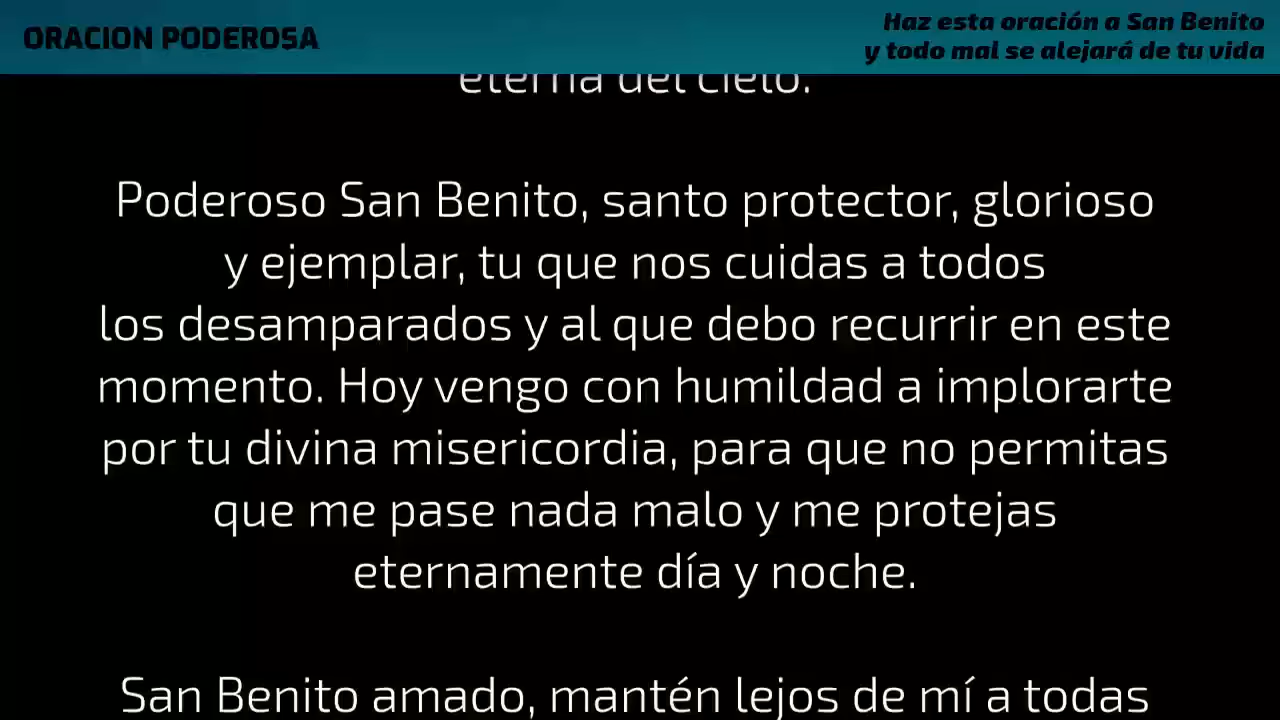 ORACION PODEROSA
Haz esta oración a San Benito
y todo mal se alejará de tu vida
eterna del cielo.
Poderoso San Benito, santo protector, glorioso
y ejemplar, tu que nos cuidas a todos
los desamparados y al que debo recurrir en este
momento. Hoy vengo con humildad a implorarte
por tu divina misericordia, para que no permitas
que me pase nada malo y me protejas
eternamente día y noche.
San Benito amado, mantén lejos de mí a todas